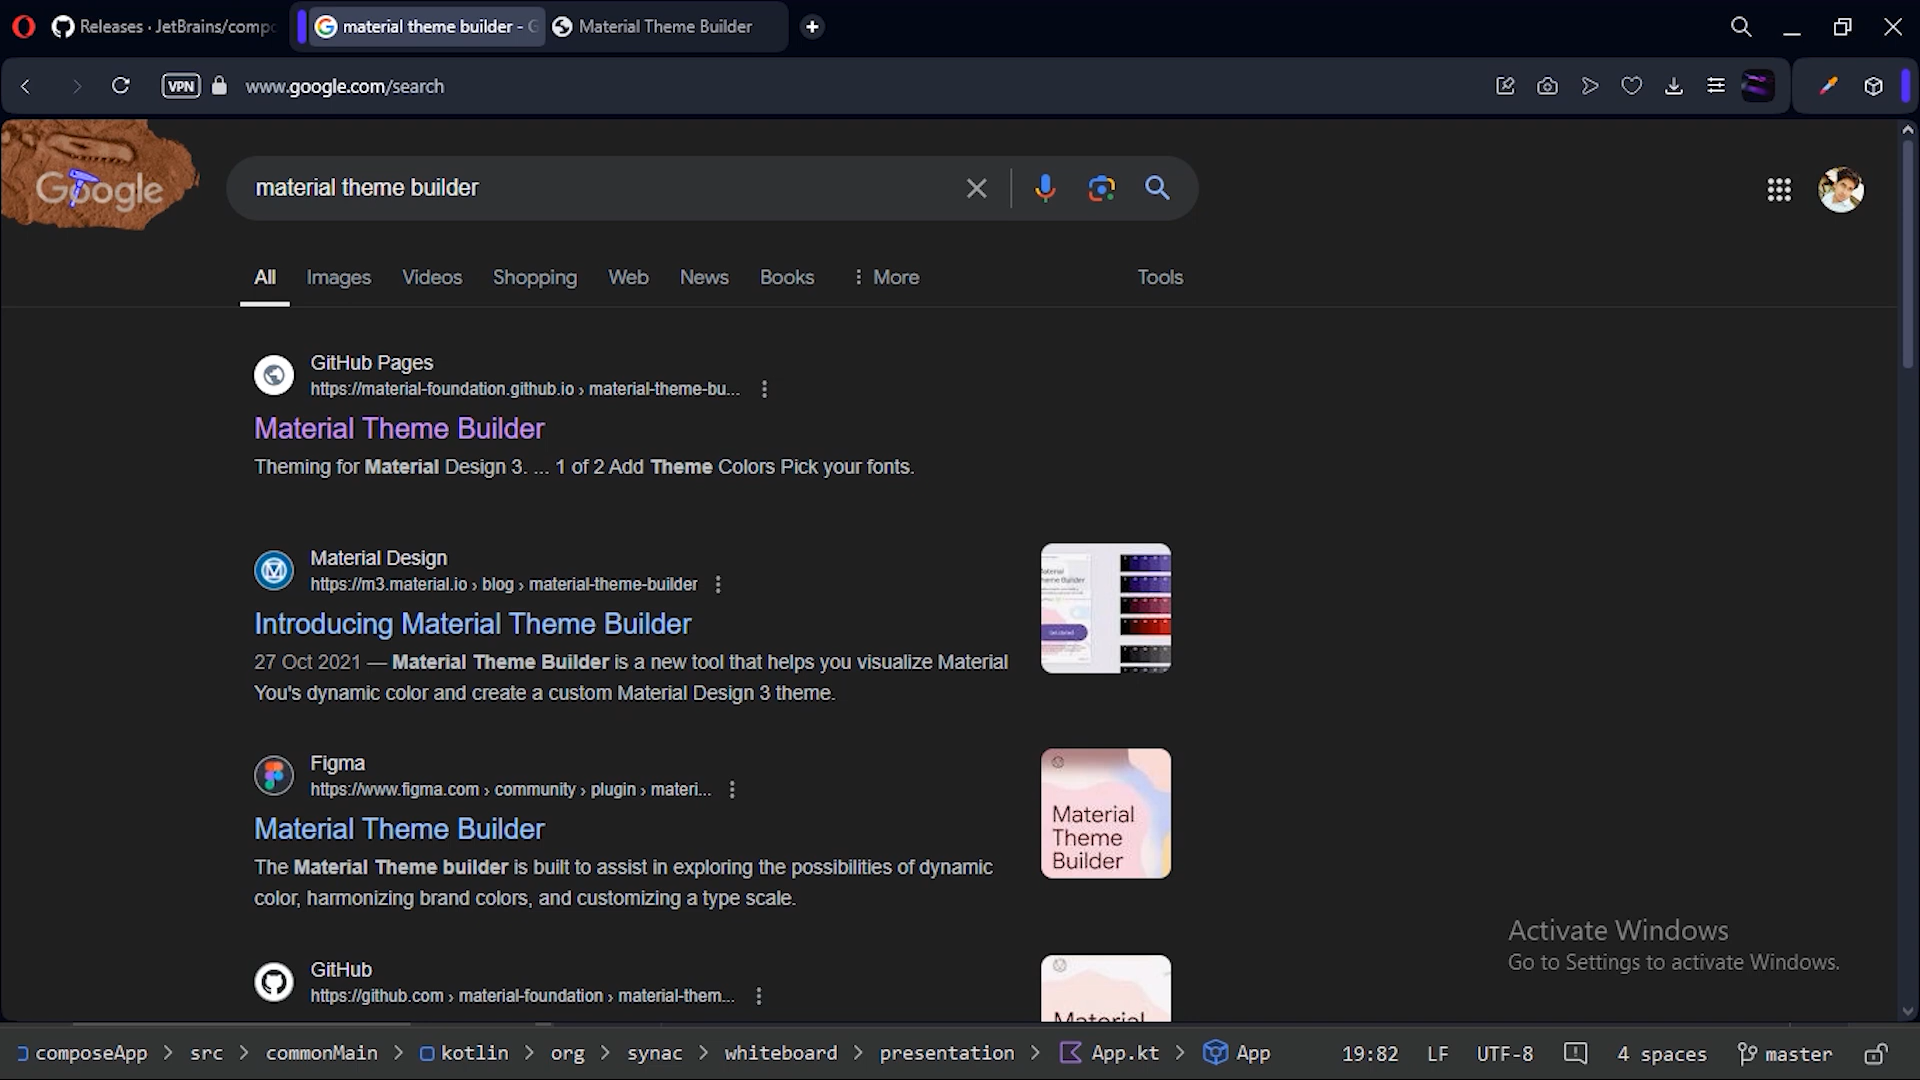 Releases · JetBrains/comp
material theme builder - G
Material Theme Builder
VPN
www.google.com/search
Google
material theme builder
All
Images
Videos
Shopping
Web
News
Books
More
Tools
GitHub Pages
https://material-foundation.github.io › material-theme-bu...
Material Theme Builder
Theming for Material Design 3. ... 1 of 2 Add Theme Colors Pick your fonts.
Material Design
https://m3.material.io › blog › material-theme-builder
Introducing Material Theme Builder
27 Oct 2021 — Material Theme Builder is a new tool that helps you visualize Material
You's dynamic color and create a custom Material Design 3 theme.
Figma
https://www.figma.com › community › plugin › materi...
Material Theme Builder
The Material Theme builder is built to assist in exploring the possibilities of dynamic
color, harmonizing brand colors, and customizing a type scale.
Material
Theme
Builder
GitHub
https://github.com › material-foundation › material-them...
Material
Activate Windows
Go to Settings to activate Windows.
composeApp > src > commonMain > kotlin > org > synac > whiteboard > presentation > App.kt > App
19:82 LF UTF-8 4 spaces master